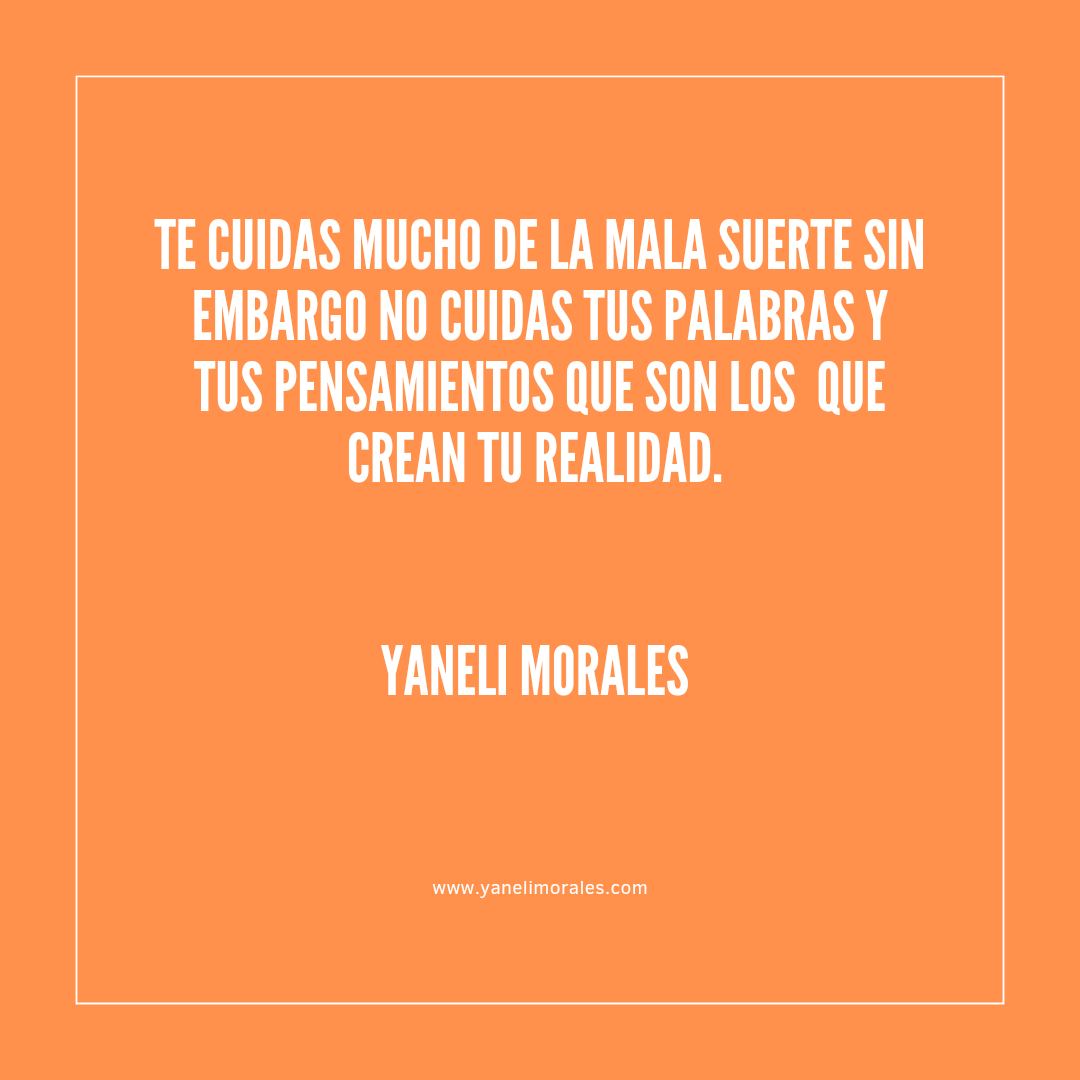 TE CUIDAS MUCHO DE LA MALA SUERTE SIN
EMBARGO NO CUIDAS TUS PALABRAS Y
TUS PENSAMIENTOS QUE SON LOS  QUE
CREAN TU REALIDAD.
YANELI MORALES
www.yanelimorales.com